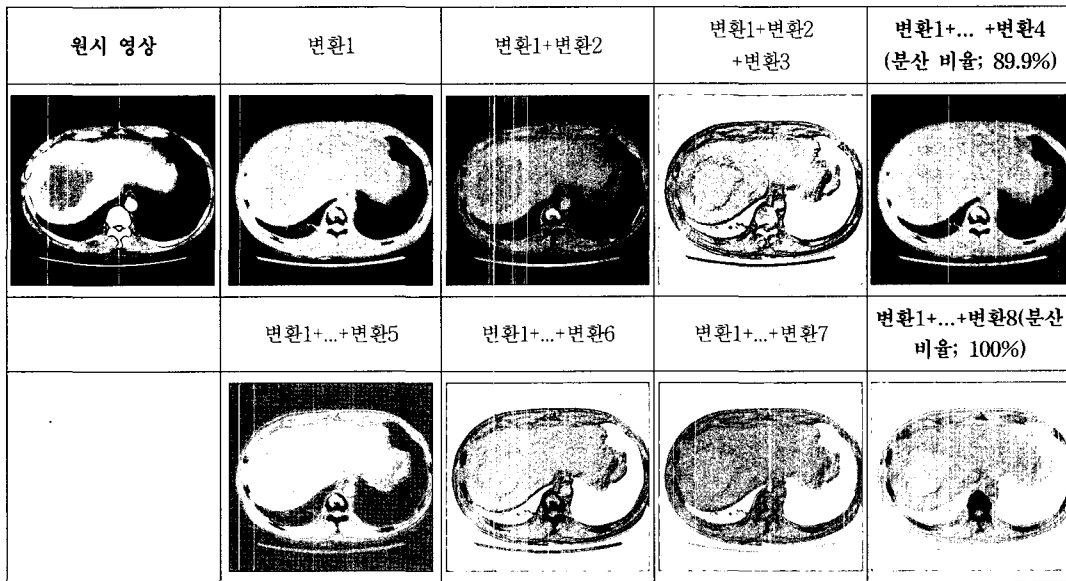 원시 영상
변환1
변환1+변환2
변환1+변환2
+변환3
변환1+... +변환4
(분산 비율; 89.9%)
변환1+...+변환5
변환1+...+변환6
변환1+...+변환7
변환1+...+변환8(분산
비율; 100%)